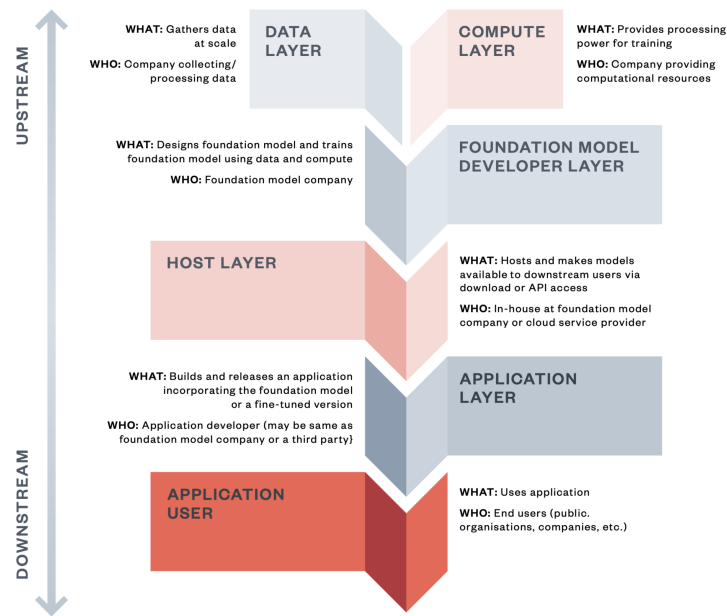 UPSTREAM
WHAT: Gathers data
at scale
WHO: Company collecting/
processing data
DATA
LAYER
COMPUTE
LAYER
WHAT: Provides processing
power for training
WHO: Company providing
computational resources
WHAT: Designs foundation model and trains
foundation model using data and compute
WHO: Foundation model company
FOUNDATION MODEL
DEVELOPER LAYER
HOST LAYER
WHAT: Hosts and makes models
available to downstream users via
download or API access
WHO: In-house at foundation model
company or cloud service provider
WHAT: Builds and releases an application
incorporating the foundation model
or a fine-tuned version
WHO: Application developer (may be same as
foundation model company or a third party}
APPLICATION
LAYER
DOWNSTREAM
APPLICATION
USER
WHAT: Uses application
WHO: End users (public.
organisations, companies, etc.)